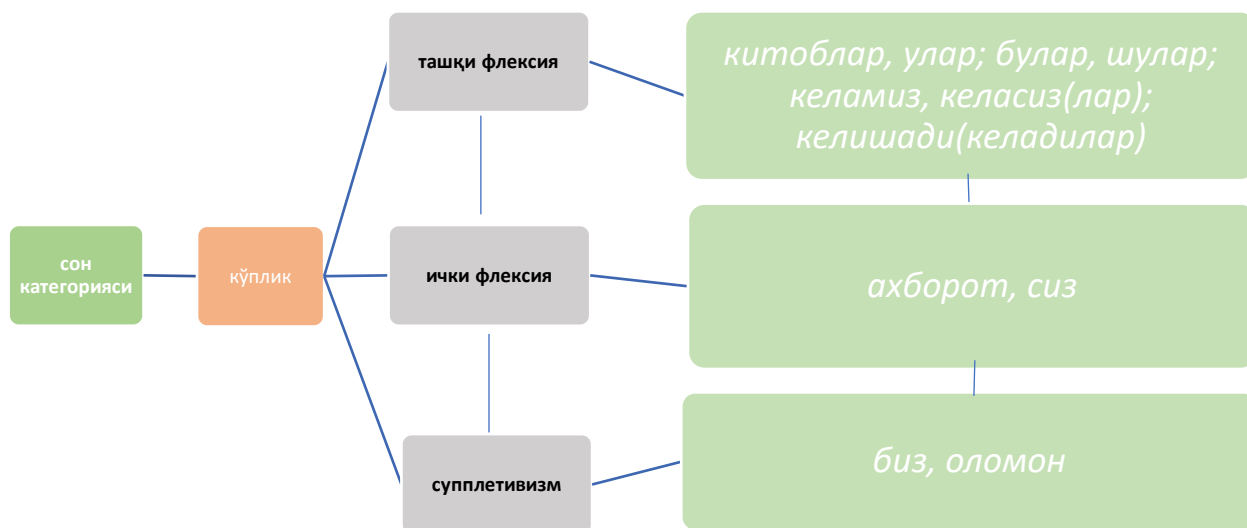 сон
категорияси
кўплик
ташқи флексия
китоблар, улар; булар, шулар;
келамиз, келасиз(лар);
келишади(келадилар)
ички флексия
ахборот, сиз
супплетивизм
биз, оломон